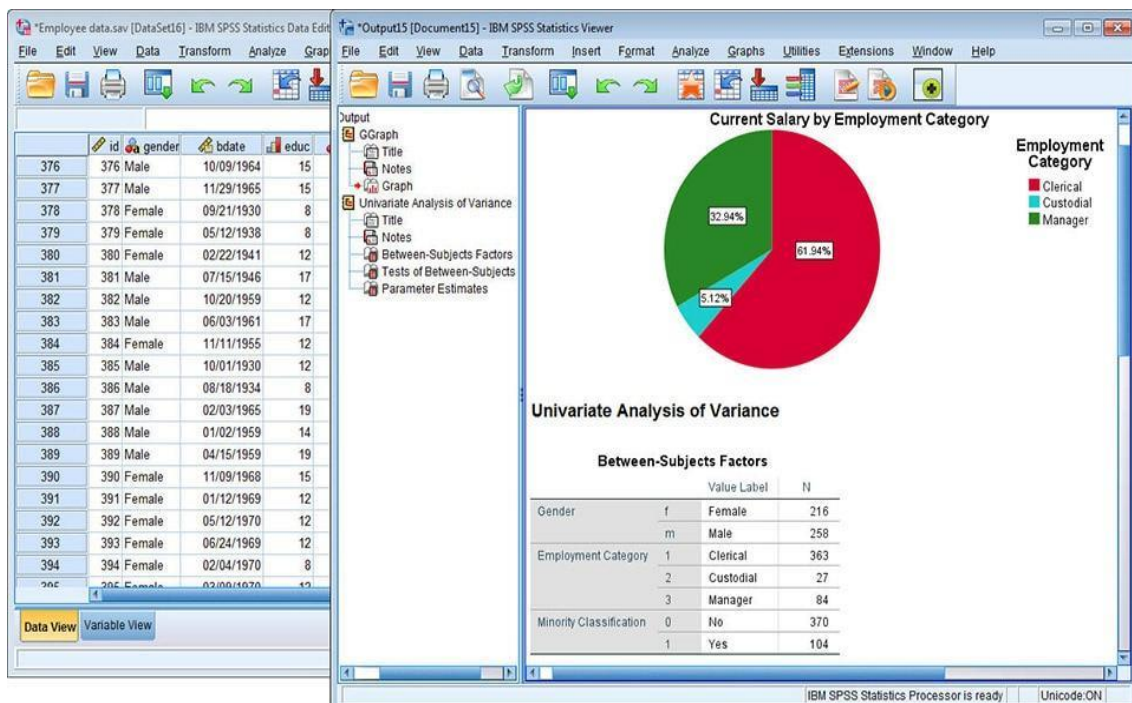 *Employee data.sav [DataSet16] - IBM SPSS Statistics Data Edit
File Edit View Data Transform Analyze Grap
id gender bdate educ
376 376 Male 10/09/1964 15
377 377 Male 11/29/1965 15
378 378 Female 09/21/1930 8
379 379 Female 05/12/1938 8
380 380 Female 02/22/1941 12
381 381 Male 07/15/1946 17
382 382 Male 10/20/1959 12
383 383 Male 06/03/1961 17
384 384 Female 11/11/1955 12
385 385 Male 10/01/1930 12
386 386 Male 08/18/1934 8
387 387 Male 02/03/1965 19
388 388 Male 01/02/1959 14
389 389 Male 04/15/1959 19
390 390 Female 11/09/1968 15
391 391 Female 01/12/1969 12
392 392 Female 05/12/1970 12
393 393 Female 06/24/1969 12
394 394 Female 02/04/1970 8
Data View Variable View
*Output15 [Document15] - IBM SPSS Statistics Viewer
File Edit View Data Transform Insert Format Analyze Graphs Utilities Extensions Window Help
Output
GGraph
Title
Notes
Graph
Univariate Analysis of Variance
Title
Notes
Between-Subjects Factors
Tests of Between-Subjects
Parameter Estimates
Current Salary by Employment Category
Employment
Category
Clerical
Custodial
Manager
32.94%
61.94%
5.12%
Univariate Analysis of Variance
Between-Subjects Factors
Value Label N
Gender f Female 216
m Male 258
Employment Category 1 Clerical 363
2 Custodial 27
3 Manager 84
Minority Classification 0 No 370
1 Yes 104
IBM SPSS Statistics Processor is ready Unicode:ON